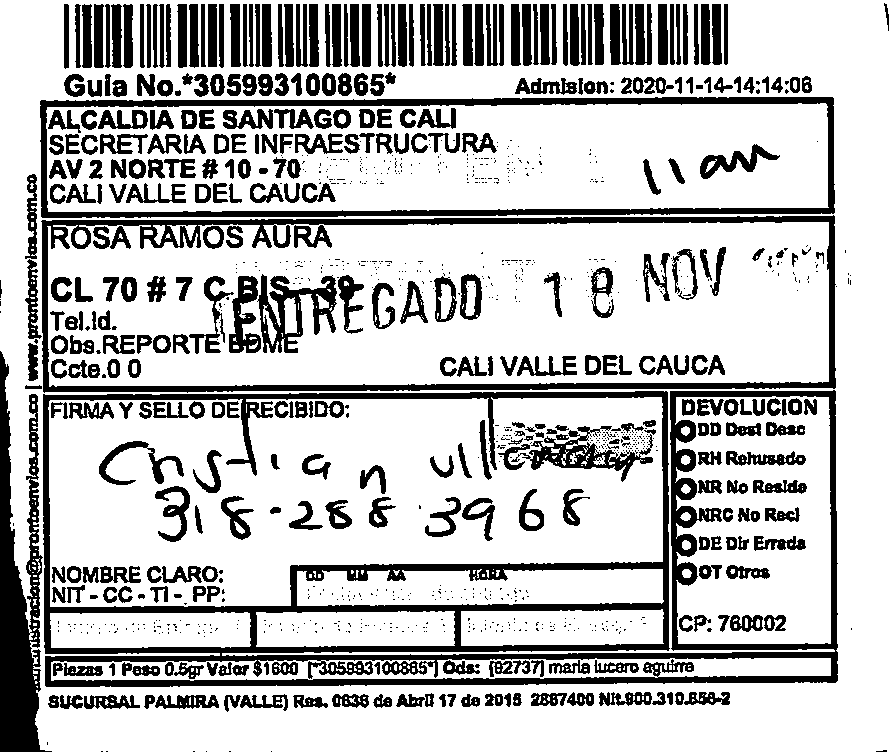 Guia No.*305993100865*
Admision: 2020-11-14-14:14:06
ALCALDIA DE SANTIAGO DE CALI
SECRETARIA DE INFRAESTRUCTURA
AV 2 NORTE # 10 - 70
CALI VALLE DEL CAUCA
11 am
ROSA RAMOS AURA
CL 70 # 7 C BIS - 39
ENTREGADO 18 NOV
Tel.Id.
Obs.REPORTE BDME
Ccte.0 0
CALI VALLE DEL CAUCA
www.prontoenvios.com.co
FIRMA Y SELLO DE RECIBIDO:
Cristian
318-288 3968
NOMBRE CLARO:
NIT - CC - TI - PP:
DD MM AA HORA
DEVOLUCION
DD Dest Desc
RH Rehusado
NR No Reside
NRC No Recl
DE Dir Errada
OT Otros
CP: 760002
administracion@prontoenvios.com.co
Piezas 1 Peso 0.5gr Valor $1600 [*305993100865*] Ods: [92737] maria lucero aguirre
SUCURSAL PALMIRA (VALLE) Res. 0636 de Abril 17 de 2015 2867400 Nit.900.310.856-2